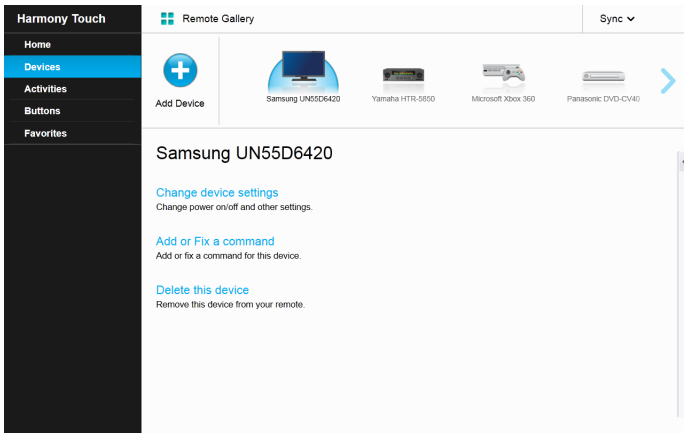 Harmony Touch
Remote Gallery
Sync
Home
Devices
Activities
Buttons
Favorites
Add Device
Samsung UN55D6420
Yamaha HTR-5850
Microsoft Xbox 360
Panasonic DVD-CV40
Samsung UN55D6420
Change device settings
Change power on/off and other settings.
Add or Fix a command
Add or fix a command for this device.
Delete this device
Remove this device from your remote.